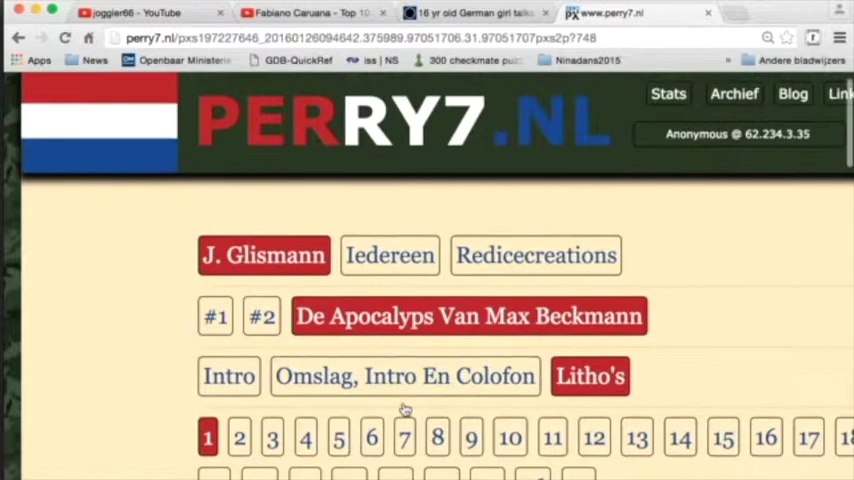 joggler66 - YouTube
Fabiano Caruana - Top 10
16 yr old German girl talks
www.perry7.nl
perry7.nl/pxs197227646_20160126094642.375989.97051706.31.97051707pxs2p?748
Apps News Openbaar Ministerie GDB-QuickRef iss | NS 300 checkmate puz Ninadans2015 » Andere bladwijzers
PERRY7.NL
Stats Archief Blog Link
Anonymous @ 62.234.3.35
J. Glismann Iedereen Redicecreations
#1 #2 De Apocalyps Van Max Beckmann
Intro Omslag, Intro En Colofon Litho's
1 2 3 4 5 6 7 8 9 10 11 12 13 14 15 16 17